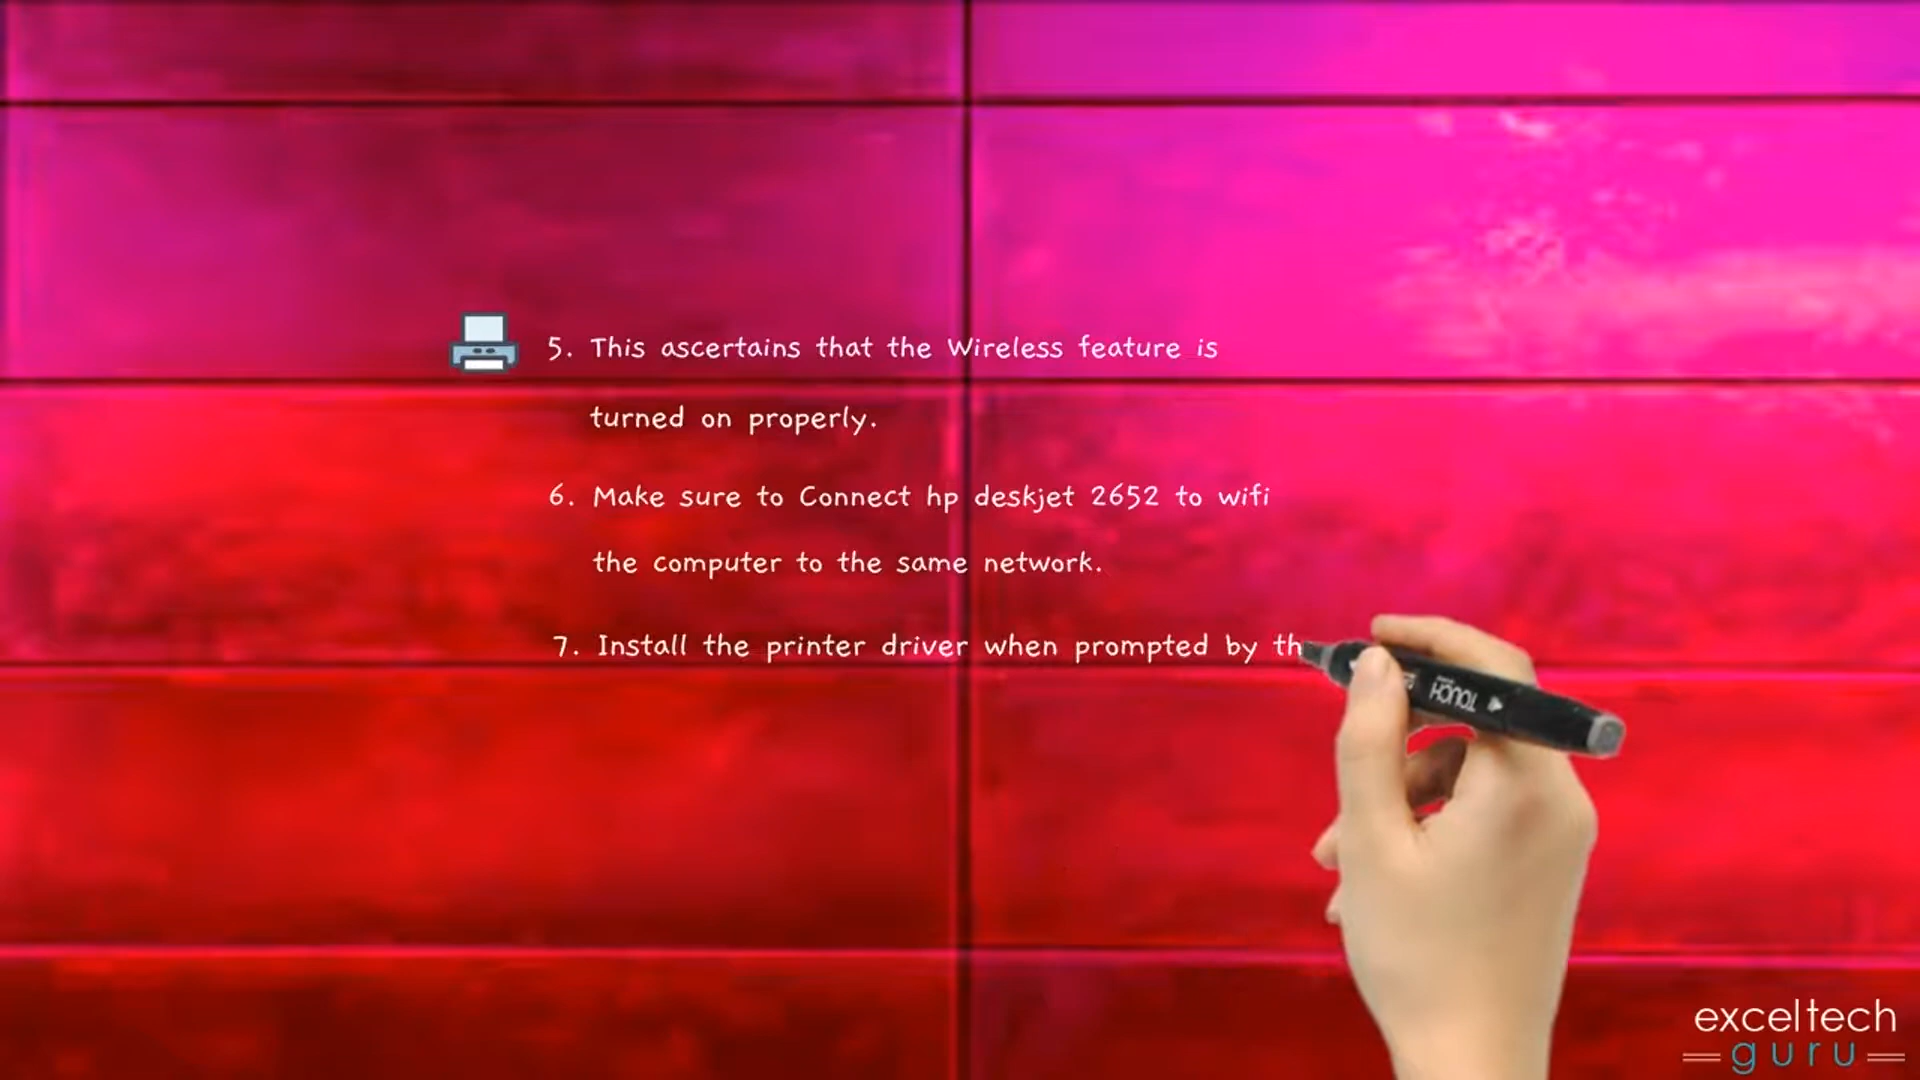 5. This ascertains that the Wireless feature is
turned on properly.
6. Make sure to Connect hp deskjet 2652 to wifi
the computer to the same network.
7. Install the printer driver when prompted by th
TOUCH
exceltech
guru